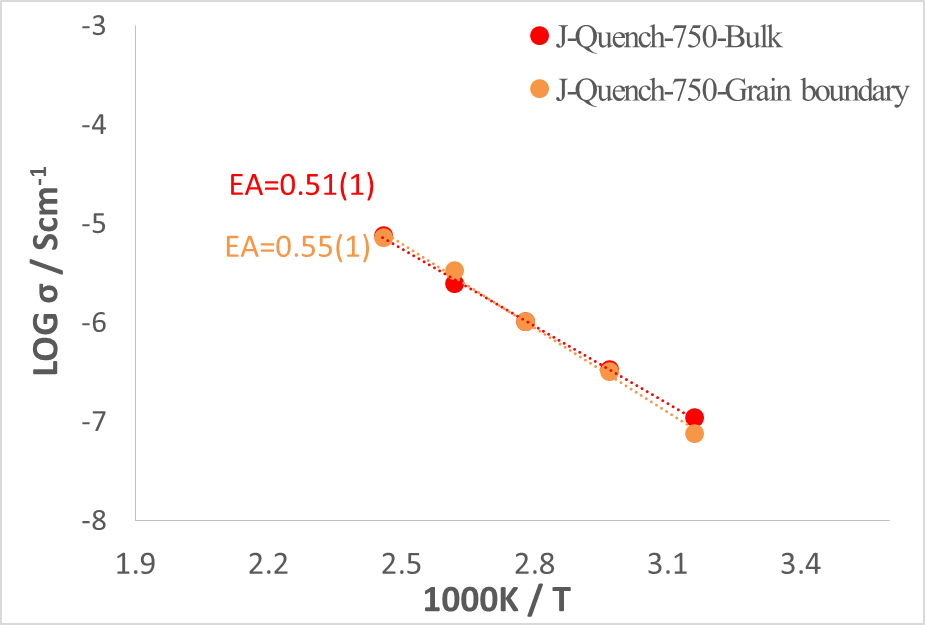 -3
-4
-5
-6
-7
-8
LOG σ / Scm⁻¹
J-Quench-750-Bulk
J-Quench-750-Grain boundary
EA=0.51(1)
EA=0.55(1)
1.9 2.2 2.5 2.8 3.1 3.4
1000K / T